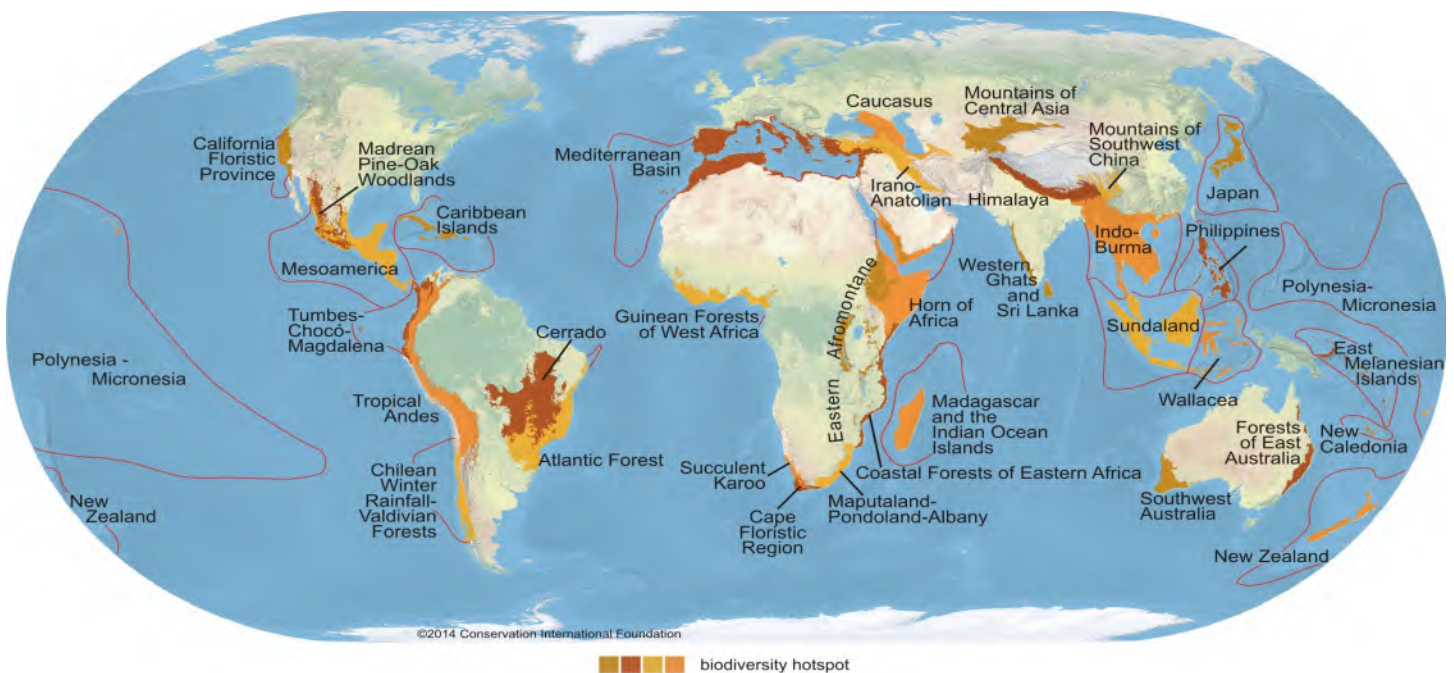 California
Floristic
Province
Madrean
Pine-Oak
Woodlands
Caribbean
Islands
Mesoamerica
Tumbes-
Chocó-
Magdalena
Polynesia -
Micronesia
Tropical
Andes
Cerrado
Atlantic Forest
New
Zealand
Chilean
Winter
Rainfall-
Valdivian
Forests
Mediterranean
Basin
Caucasus
Irano-
Anatolian
Mountains of
Central Asia
Mountains of
Southwest
China
Himalaya
Japan
Indo-
Burma
Philippines
Western
Ghats
and
Sri Lanka
Polynesia-
Micronesia
Guinean Forests
of West Africa
Eastern
Afromontane
Horn of
Africa
Sundaland
Wallacea
East
Melanesian
Islands
Madagascar
and the
Indian Ocean
Islands
Coastal Forests of Eastern Africa
Succulent
Karoo
Cape
Floristic
Region
Maputaland-
Pondoland-Albany
Forests
of East
Australia
New
Caledonia
Southwest
Australia
New Zealand
©2014 Conservation International Foundation
biodiversity hotspot